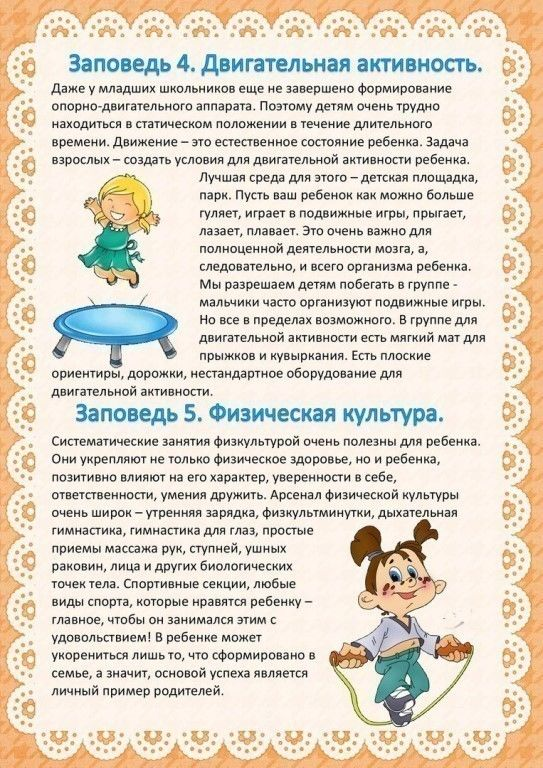 Заповедь 4. Двигательная активность.
Даже у младших школьников еще не завершено формирование
опорно-двигательного аппарата. Поэтому детям очень трудно
находиться в статическом положении в течение длительного
времени. Движение – это естественное состояние ребенка. Задача
взрослых – создать условия для двигательной активности ребенка.
Лучшая среда для этого – детская площадка,
парк. Пусть ваш ребенок как можно больше
гуляет, играет в подвижные игры, прыгает,
лазает, плавает. Это очень важно для
полноценной деятельности мозга, а,
следовательно, и всего организма ребенка.
Мы разрешаем детям побегать в группе -
мальчики часто организуют подвижные игры.
Но все в пределах возможного. В группе для
двигательной активности есть мягкий мат для
прыжков и кувыркания. Есть плоские
ориентиры, дорожки, нестандартное оборудование для
двигательной активности.
Заповедь 5. Физическая культура.
Систематические занятия физкультурой очень полезны для ребенка.
Они укрепляют не только физическое здоровье, но и ребенка,
позитивно влияют на его характер, уверенности в себе,
ответственности, умения дружить. Арсенал физической культуры
очень широк – утренняя зарядка, физкультминутки, дыхательная
гимнастика, гимнастика для глаз, простые
приемы массажа рук, ступней, ушных
раковин, лица и других биологических
точек тела. Спортивные секции, любые
виды спорта, которые нравятся ребенку –
главное, чтобы он занимался этим с
удовольствием! В ребенке может
укорениться лишь то, что сформировано в
семье, а значит, основой успеха является
личный пример родителей.